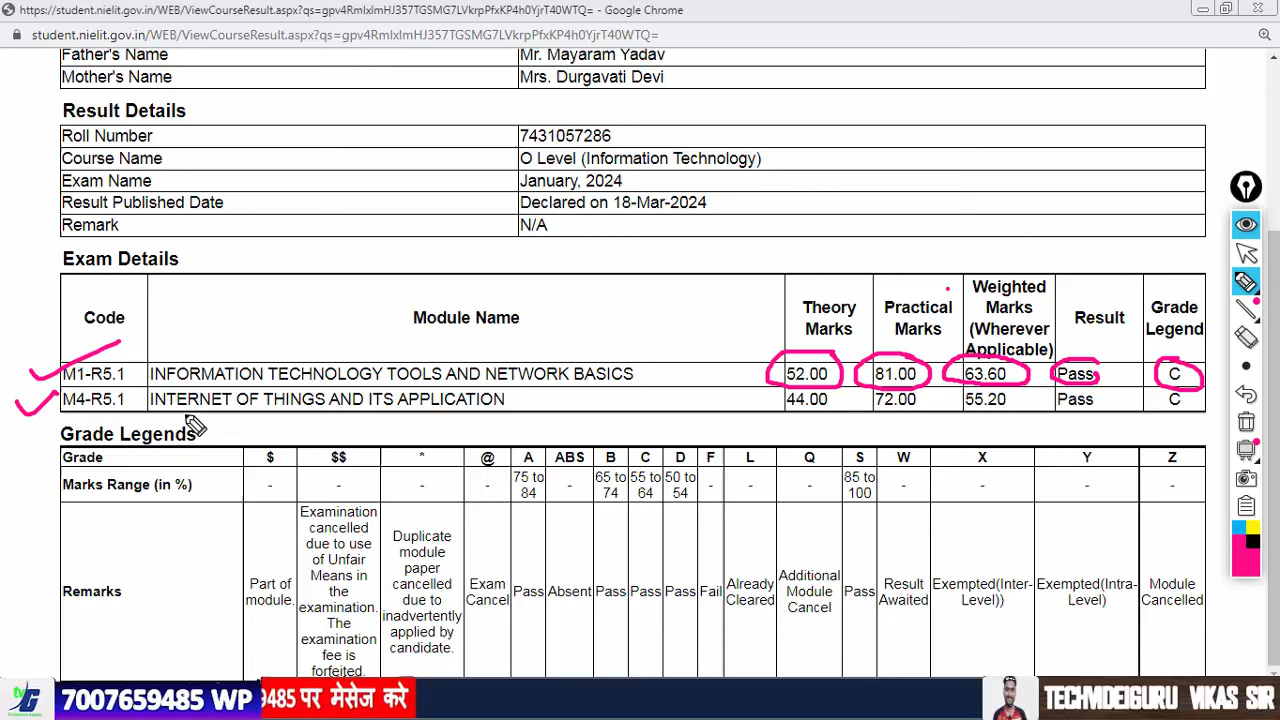 https://student.nielit.gov.in/WEB/ViewCourseResult.aspx?qs=gpv4RmIxlmHJ357TGSMG7LVkrpPfxKP4h0YjrT40WTQ= - Google Chrome
student.nielit.gov.in/WEB/ViewCourseResult.aspx?qs=gpv4RmIxlmHJ357TGSMG7LVkrpPfxKP4h0YjrT40WTQ=
Father's Name Mr. Mayaram Yadav
Mother's Name Mrs. Durgavati Devi
Result Details
Roll Number 7431057286
Course Name O Level (Information Technology)
Exam Name January, 2024
Result Published Date Declared on 18-Mar-2024
Remark N/A
Exam Details
Code Module Name Theory Marks Practical Marks Weighted Marks (Wherever Applicable) Result Grade Legend
M1-R5.1 INFORMATION TECHNOLOGY TOOLS AND NETWORK BASICS 52.00 81.00 63.60 Pass C
M4-R5.1 INTERNET OF THINGS AND ITS APPLICATION 44.00 72.00 55.20 Pass C
Grade Legends
Grade $ $$ * @ A ABS B C D F L Q S W X Y Z
Marks Range (in %) - - - - 75 to 84 - 65 to 74 55 to 64 50 to 54 - - - 85 to 100 - - - -
Remarks Part of module. Examination cancelled due to use of Unfair Means in the examination. The examination fee is forfeited. Duplicate module paper cancelled due to inadvertently applied by candidate. Exam Cancel Pass Absent Pass Pass Pass Fail Already Cleared Additional Module Cancel Pass Result Awaited Exempted(Inter-Level)) Exempted(Intra-Level) Module Cancelled
7007659485 WP 9485 पर मेसेज करे TECHMDEIGURU VIKAS SIR